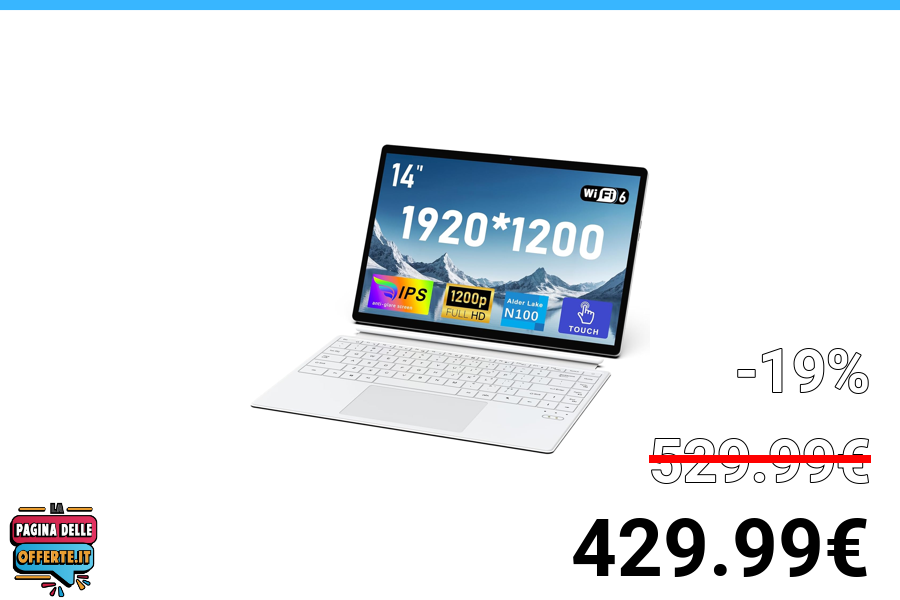 14"
WiFi 6
1920*1200
IPS
anti-glare screen
1200p
FULL HD
Alder Lake
N100
TOUCH
-19%
529.99€
429.99€
LA
PAGINA DELLE
OFFERTE.IT